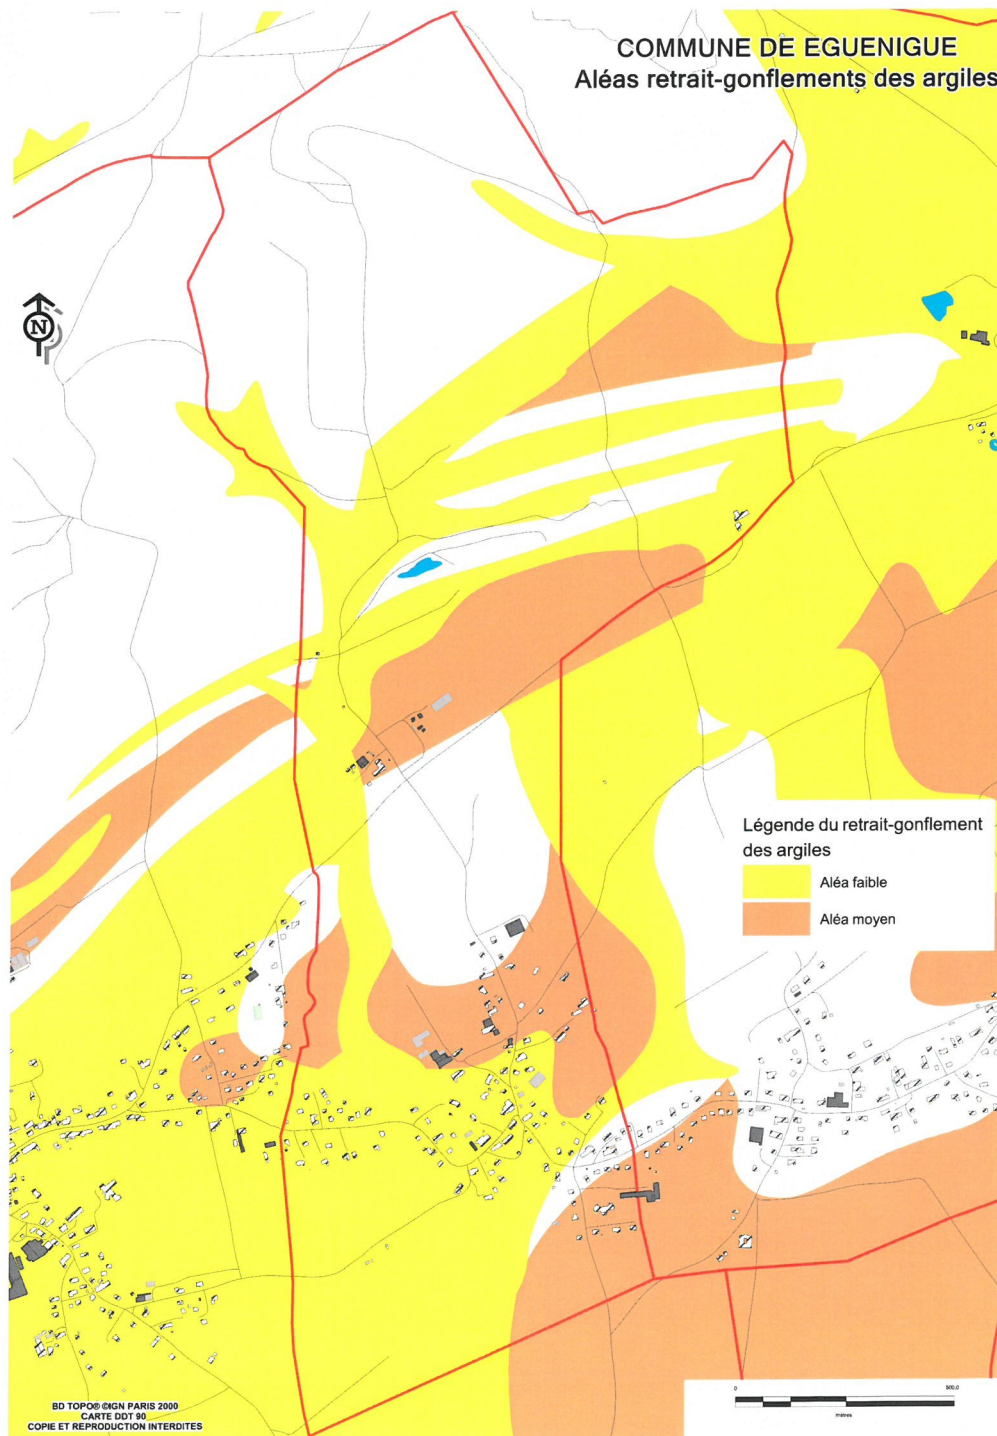 COMMUNE DE EGUENIGUE
Aléas retrait-gonflements des argiles
N
Légende du retrait-gonflement
des argiles
Aléa faible
Aléa moyen
0 500,0
mètres
BD TOPO® ©IGN PARIS 2000
CARTE DDT 90
COPIE ET REPRODUCTION INTERDITES